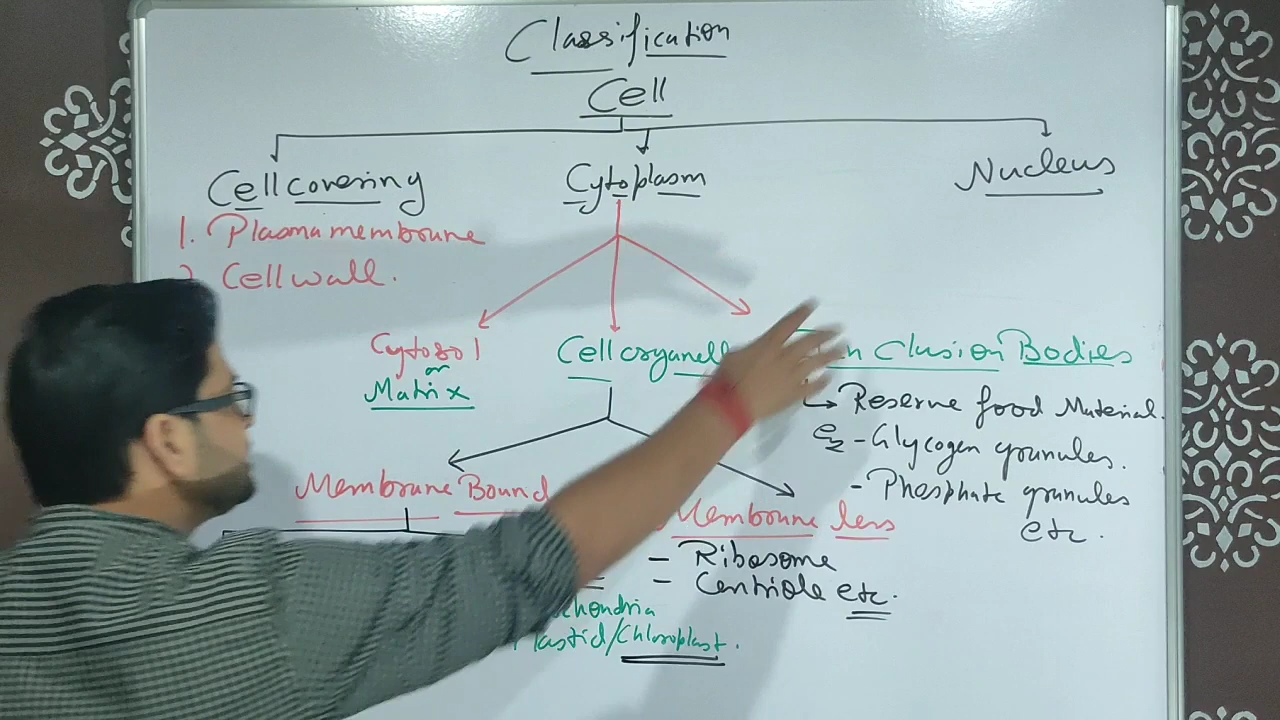 Classification
Cell
Cell covering
Cytoplasm
Nucleus
1. Plasma membrane
Cell wall.
Cytosol
or
Matrix
Cell organell
n Clusion Bodies
→ Reserve food Material.
eg - Glycogen granules.
- Phosphate granules
etc.
Membrane Bound
Membrane less
- Ribosome
- Centriole etc.
chondria
lastid/Chloroplast.